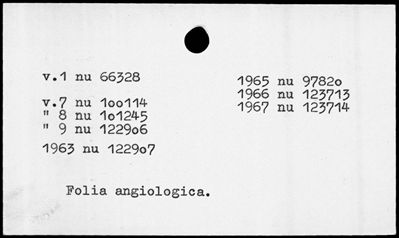 v.1 nu 66328
v.7 nu 1oo114
" 8 nu 1o1245
" 9 nu 1229o6
1963 nu 1229o7
1965 nu 9782o
1966 nu 123713
1967 nu 123714
Folia angiologica.